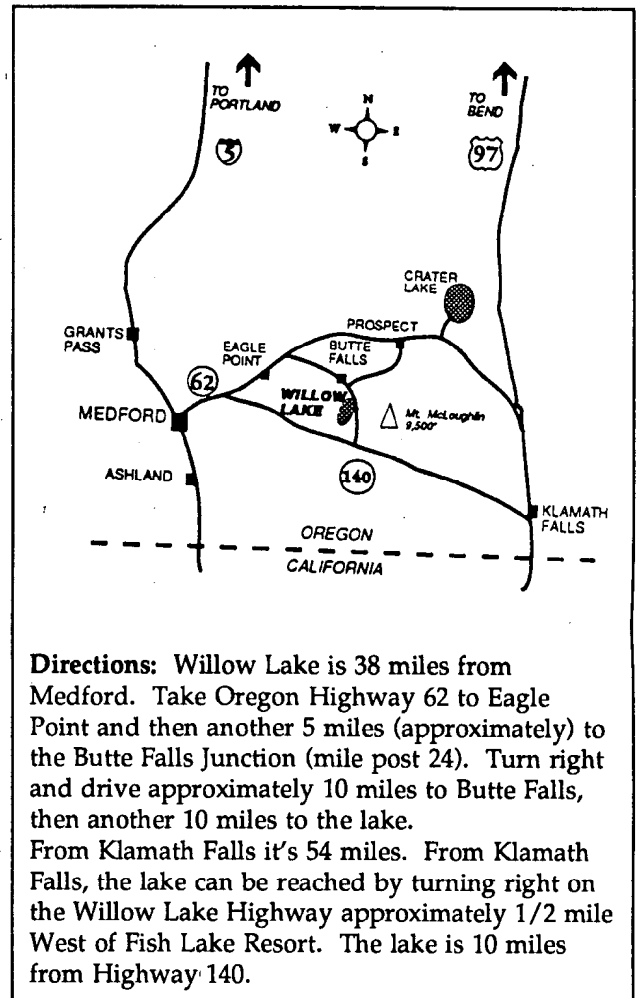 TO
PORTLAND
5
N
W
E
S
TO
BEND
97
CRATER
LAKE
GRANTS
PASS
PROSPECT
EAGLE
POINT
BUTTE
FALLS
62
WILLOW
LAKE
MEDFORD
Mt. McLoughlin
9,500'
ASHLAND
140
KLAMATH
FALLS
OREGON
CALIFORNIA
Directions: Willow Lake is 38 miles from
Medford. Take Oregon Highway 62 to Eagle
Point and then another 5 miles (approximately) to
the Butte Falls Junction (mile post 24). Turn right
and drive approximately 10 miles to Butte Falls,
then another 10 miles to the lake.
From Klamath Falls it's 54 miles. From Klamath
Falls, the lake can be reached by turning right on
the Willow Lake Highway approximately 1/2 mile
West of Fish Lake Resort. The lake is 10 miles
from Highway 140.